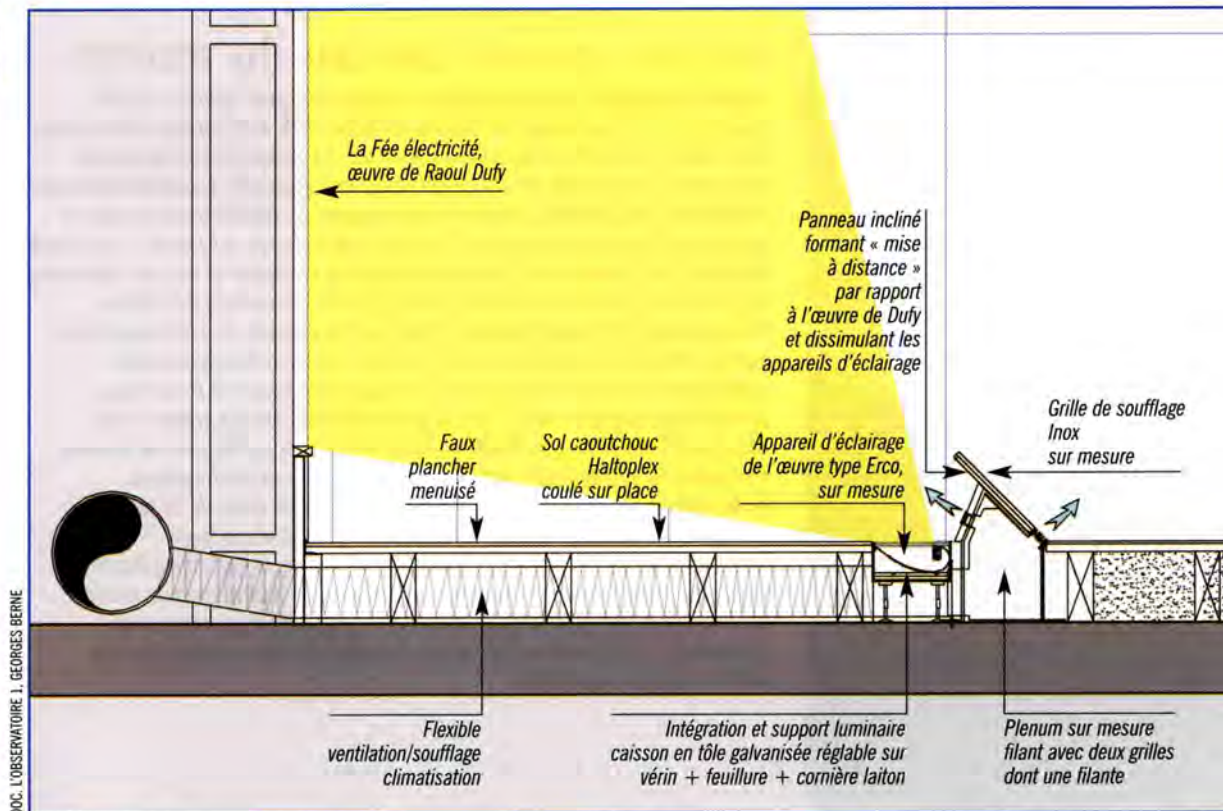 La Fée électricité,
œuvre de Raoul Dufy
Panneau incliné
formant « mise
à distance »
par rapport
à l'œuvre de Dufy
et dissimulant les
appareils d'éclairage
Faux
plancher
menuisé
Sol caoutchouc
Haltoplex
coulé sur place
Appareil d'éclairage
de l'œuvre type Erco,
sur mesure
Grille de soufflage
Inox
sur mesure
Flexible
ventilation/soufflage
climatisation
Intégration et support luminaire
caisson en tôle galvanisée réglable sur
vérin + feuillure + cornière laiton
Plenum sur mesure
filant avec deux grilles
dont une filante
DOC. L'OBSERVATOIRE 1, GEORGES BERNE